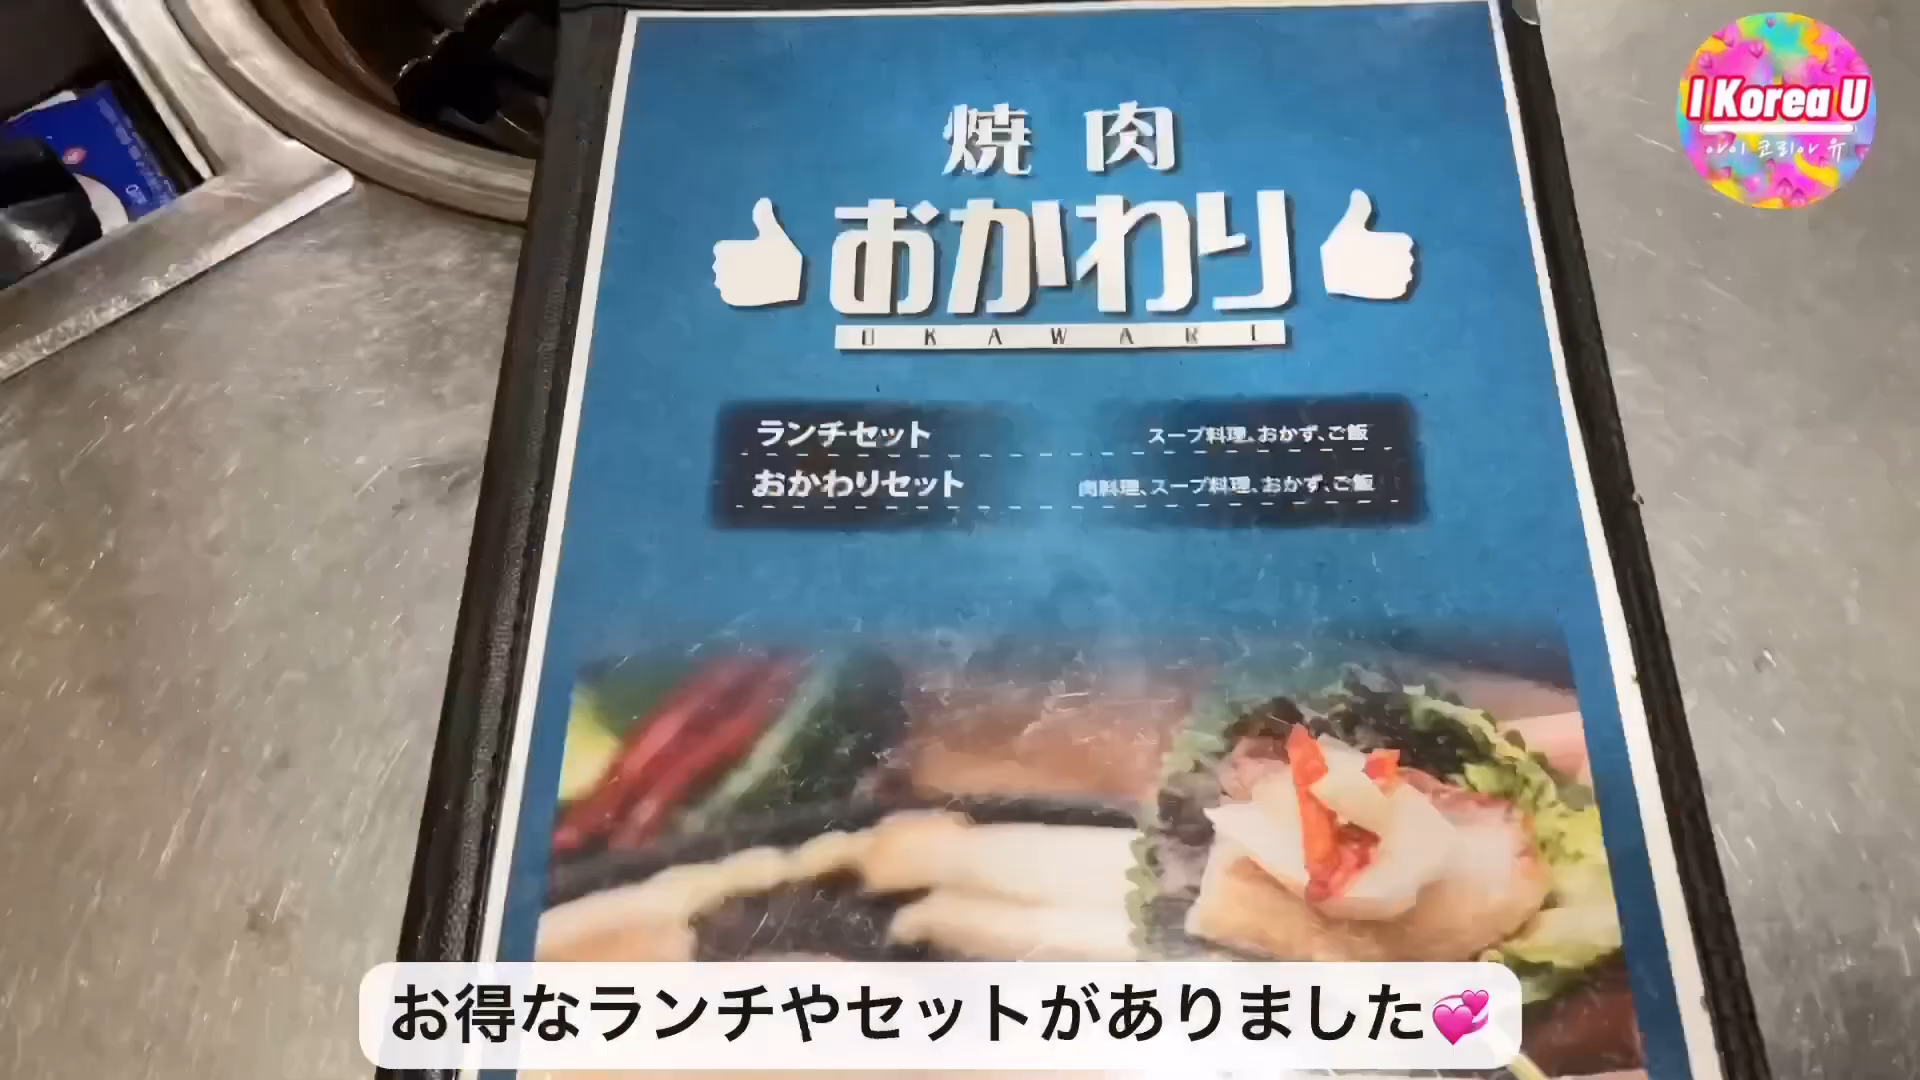 I Korea U
아이 코리아 유
焼肉
おかわり
OKAWARI
ランチセット スープ料理、おかず、ご飯
おかわりセット 肉料理、スープ料理、おかず、ご飯
お得なランチやセットがありました💞